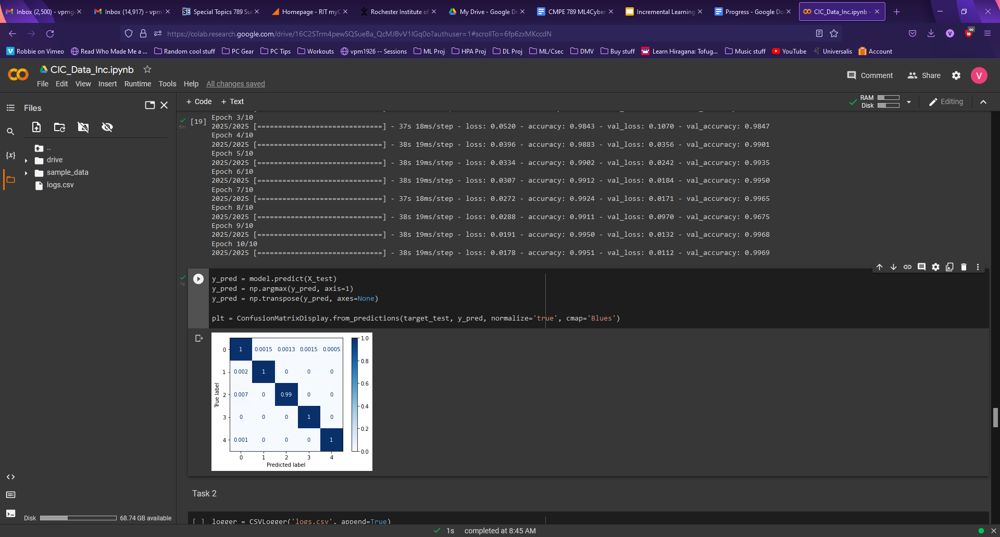 Inbox (2,500) - vpmg
Inbox (14,917) - vpm1
Special Topics 789 Sur
Homepage - RIT myC
Rochester Institute of
My Drive - Google Dr
CMPE 789 ML4Cyber
Incremental Learning
Progress - Google Do
CIC_Data_Inc.ipynb -
https://colab.research.google.com/drive/16C2STrm4pewSQSueBa_QcMJBvV1IGq0o?authuser=1#scrollTo=6fp6zxMKccdN
Robbie on Vimeo
Read Who Made Me a ...
Random cool stuff
PC Gear
PC Tips
Workouts
vpm1926 -- Sessions
ML Proj
HPA Proj
DL Proj
ML/Csec
DMV
Buy stuff
Learn Hiragana: Tofug...
Music stuff
YouTube
Universalis
Account
CIC_Data_Inc.ipynb
File Edit View Insert Runtime Tools Help All changes saved
Comment
Share
V
Files
+ Code + Text
RAM
Disk
Editing
..
drive
sample_data
logs.csv
[19]
6m
Epoch 3/10
2025/2025 [==============================] - 37s 18ms/step - loss: 0.0520 - accuracy: 0.9843 - val_loss: 0.1070 - val_accuracy: 0.9847
Epoch 4/10
2025/2025 [==============================] - 38s 19ms/step - loss: 0.0396 - accuracy: 0.9883 - val_loss: 0.0356 - val_accuracy: 0.9901
Epoch 5/10
2025/2025 [==============================] - 38s 19ms/step - loss: 0.0334 - accuracy: 0.9902 - val_loss: 0.0242 - val_accuracy: 0.9935
Epoch 6/10
2025/2025 [==============================] - 38s 19ms/step - loss: 0.0307 - accuracy: 0.9912 - val_loss: 0.0184 - val_accuracy: 0.9950
Epoch 7/10
2025/2025 [==============================] - 37s 18ms/step - loss: 0.0272 - accuracy: 0.9924 - val_loss: 0.0171 - val_accuracy: 0.9965
Epoch 8/10
2025/2025 [==============================] - 38s 19ms/step - loss: 0.0288 - accuracy: 0.9911 - val_loss: 0.0970 - val_accuracy: 0.9675
Epoch 9/10
2025/2025 [==============================] - 38s 19ms/step - loss: 0.0191 - accuracy: 0.9950 - val_loss: 0.0132 - val_accuracy: 0.9968
Epoch 10/10
2025/2025 [==============================] - 38s 19ms/step - loss: 0.0178 - accuracy: 0.9951 - val_loss: 0.0112 - val_accuracy: 0.9969
1s
y_pred = model.predict(X_test)
y_pred = np.argmax(y_pred, axis=1)
y_pred = np.transpose(y_pred, axes=None)
plt = ConfusionMatrixDisplay.from_predictions(target_test, y_pred, normalize='true', cmap='Blues')
0 1 0.0015 0.0013 0.0015 0.0005
1 0.002 1 0 0 0
2 0.007 0 0.99 0 0
3 0 0 0 1 0
4 0.001 0 0 0 1
0 1 2 3 4
True label
Predicted label
1.0
0.8
0.6
0.4
0.2
0.0
Task 2
[ ] logger = CSVLogger('logs.csv', append=True)
Disk 68.74 GB available
1s completed at 8:45 AM